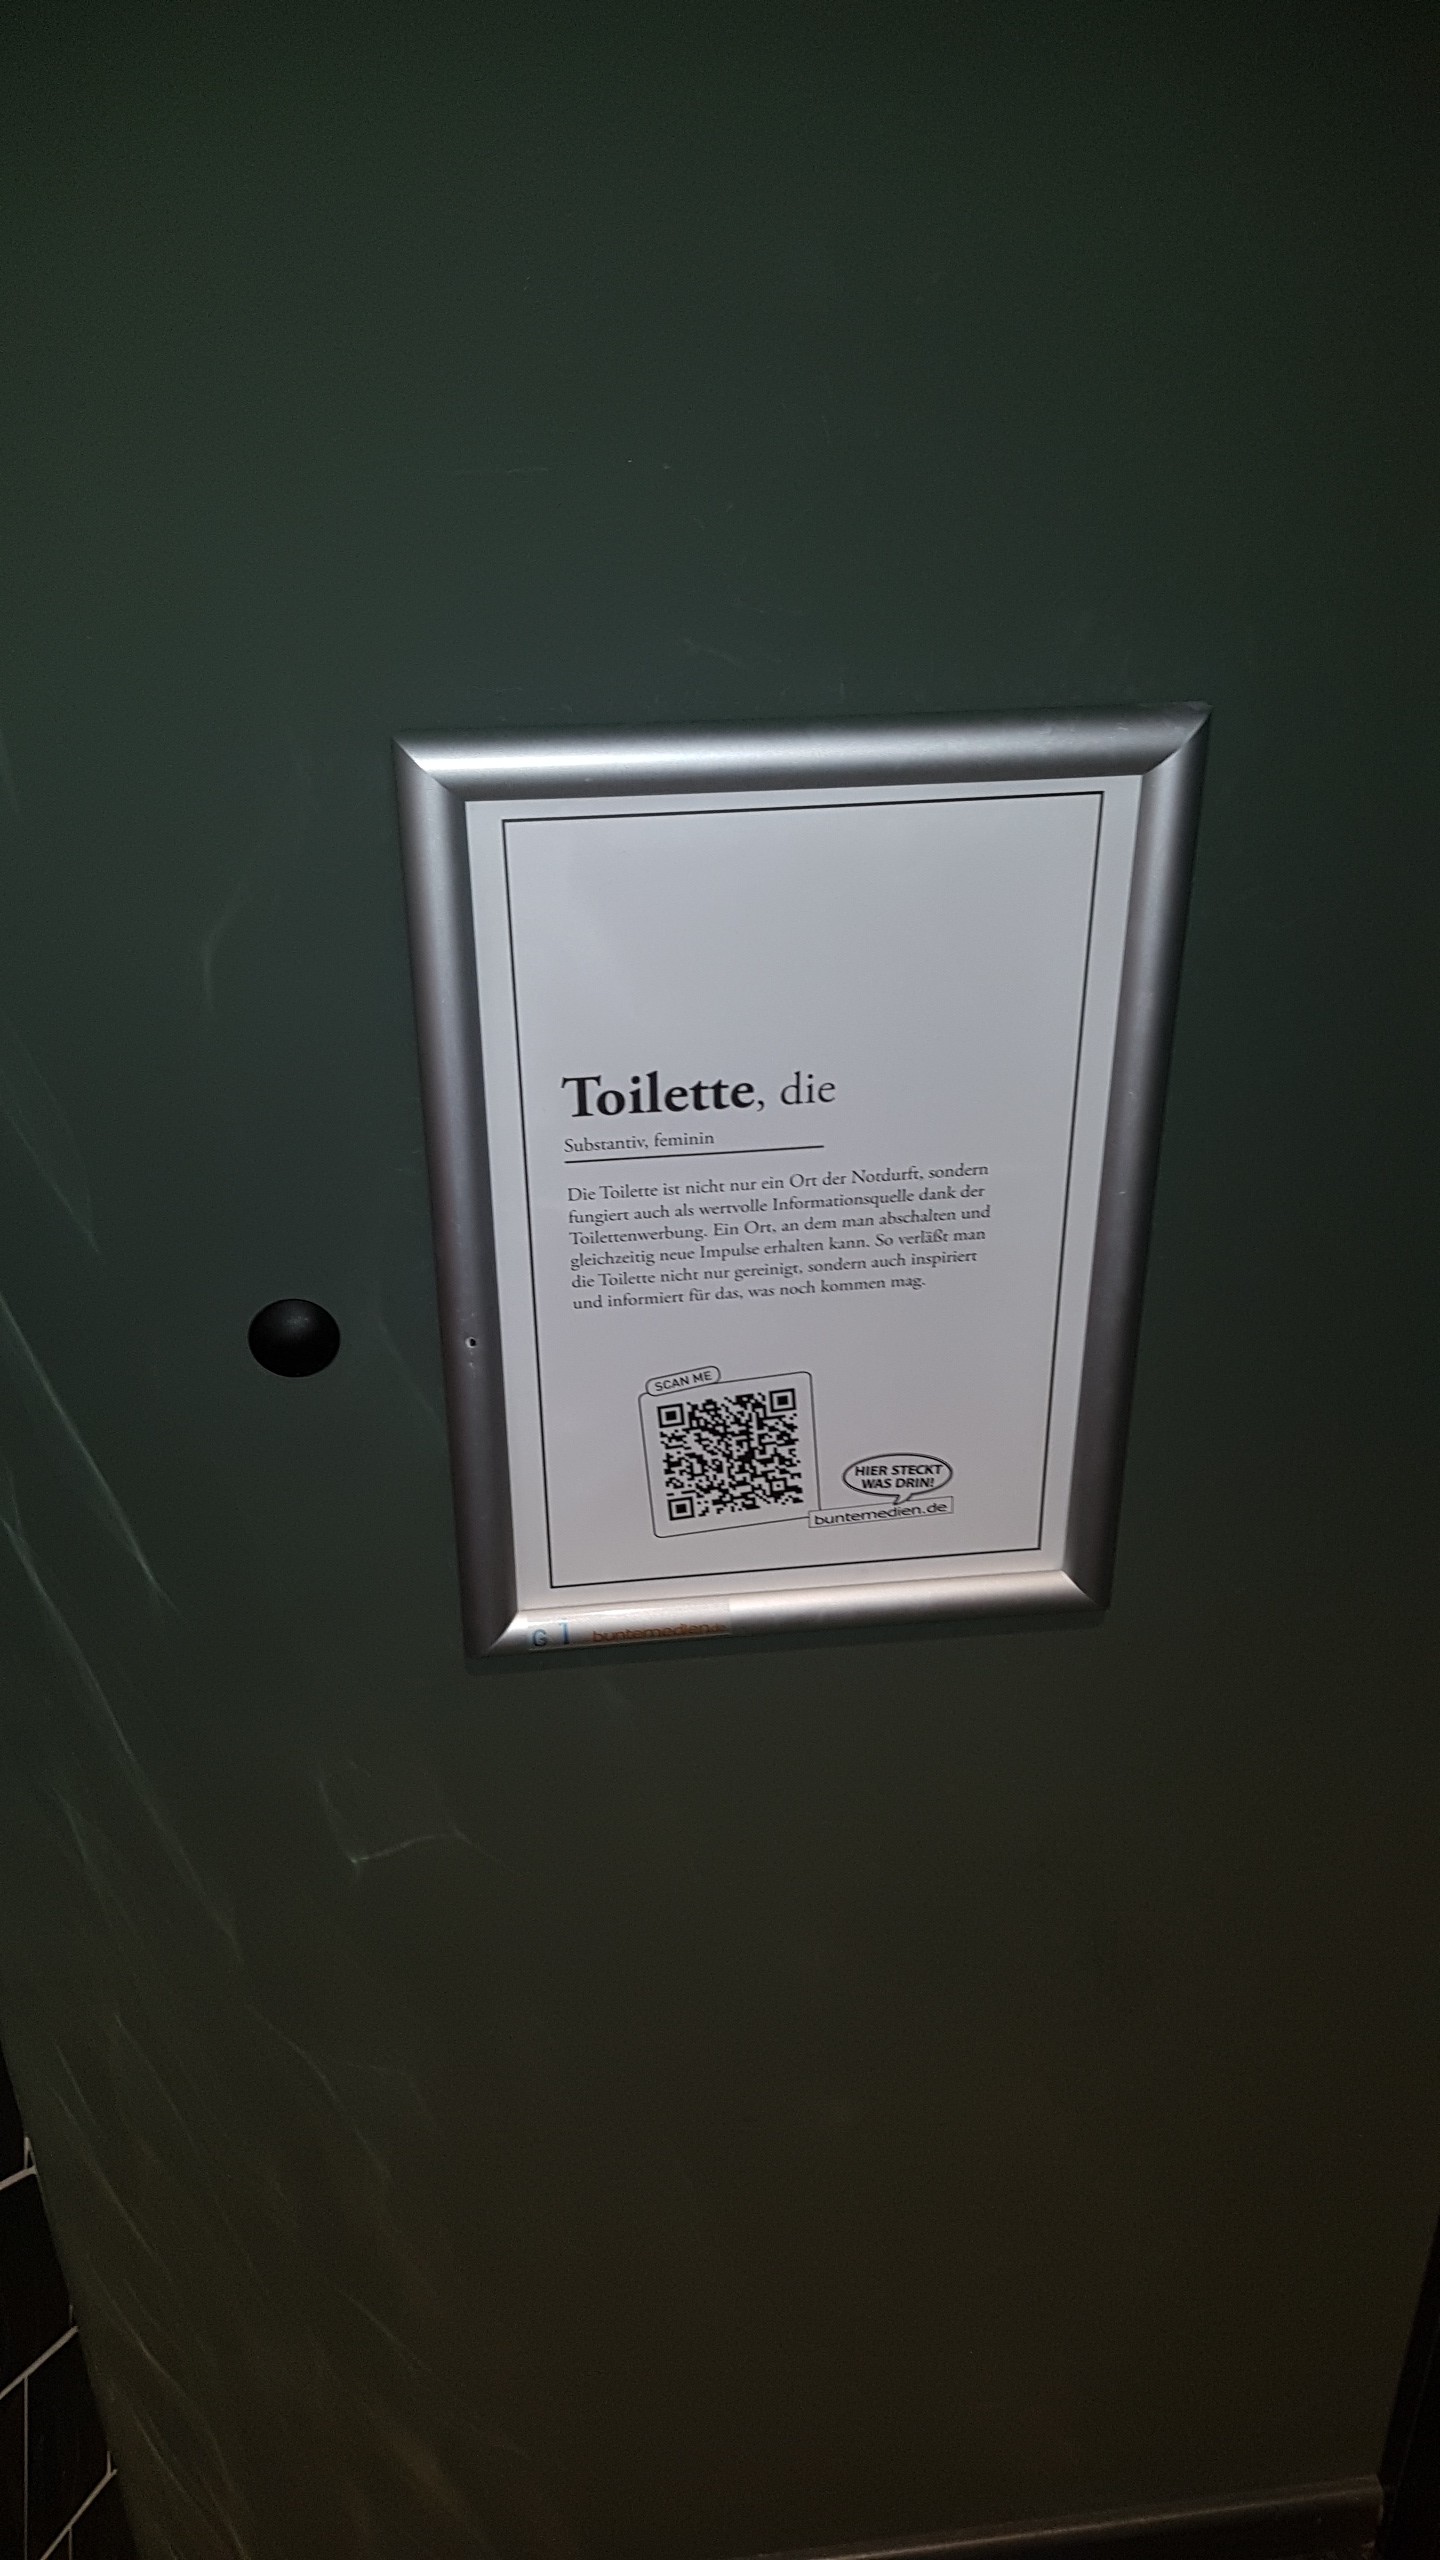 Toilette, die
Substantiv, feminin
Die Toilette ist nicht nur ein Ort der Notdurft, sondern
fungiert auch als wertvolle Informationsquelle dank der
Toilettenwerbung. Ein Ort, an dem man abschalten und
gleichzeitig neue Impulse erhalten kann. So verläßt man
die Toilette nicht nur gereinigt, sondern auch inspiriert
und informiert für das, was noch kommen mag.
SCAN ME
HIER STECKT
WAS DRIN!
buntemedien.de
G 1 buntemedien.de